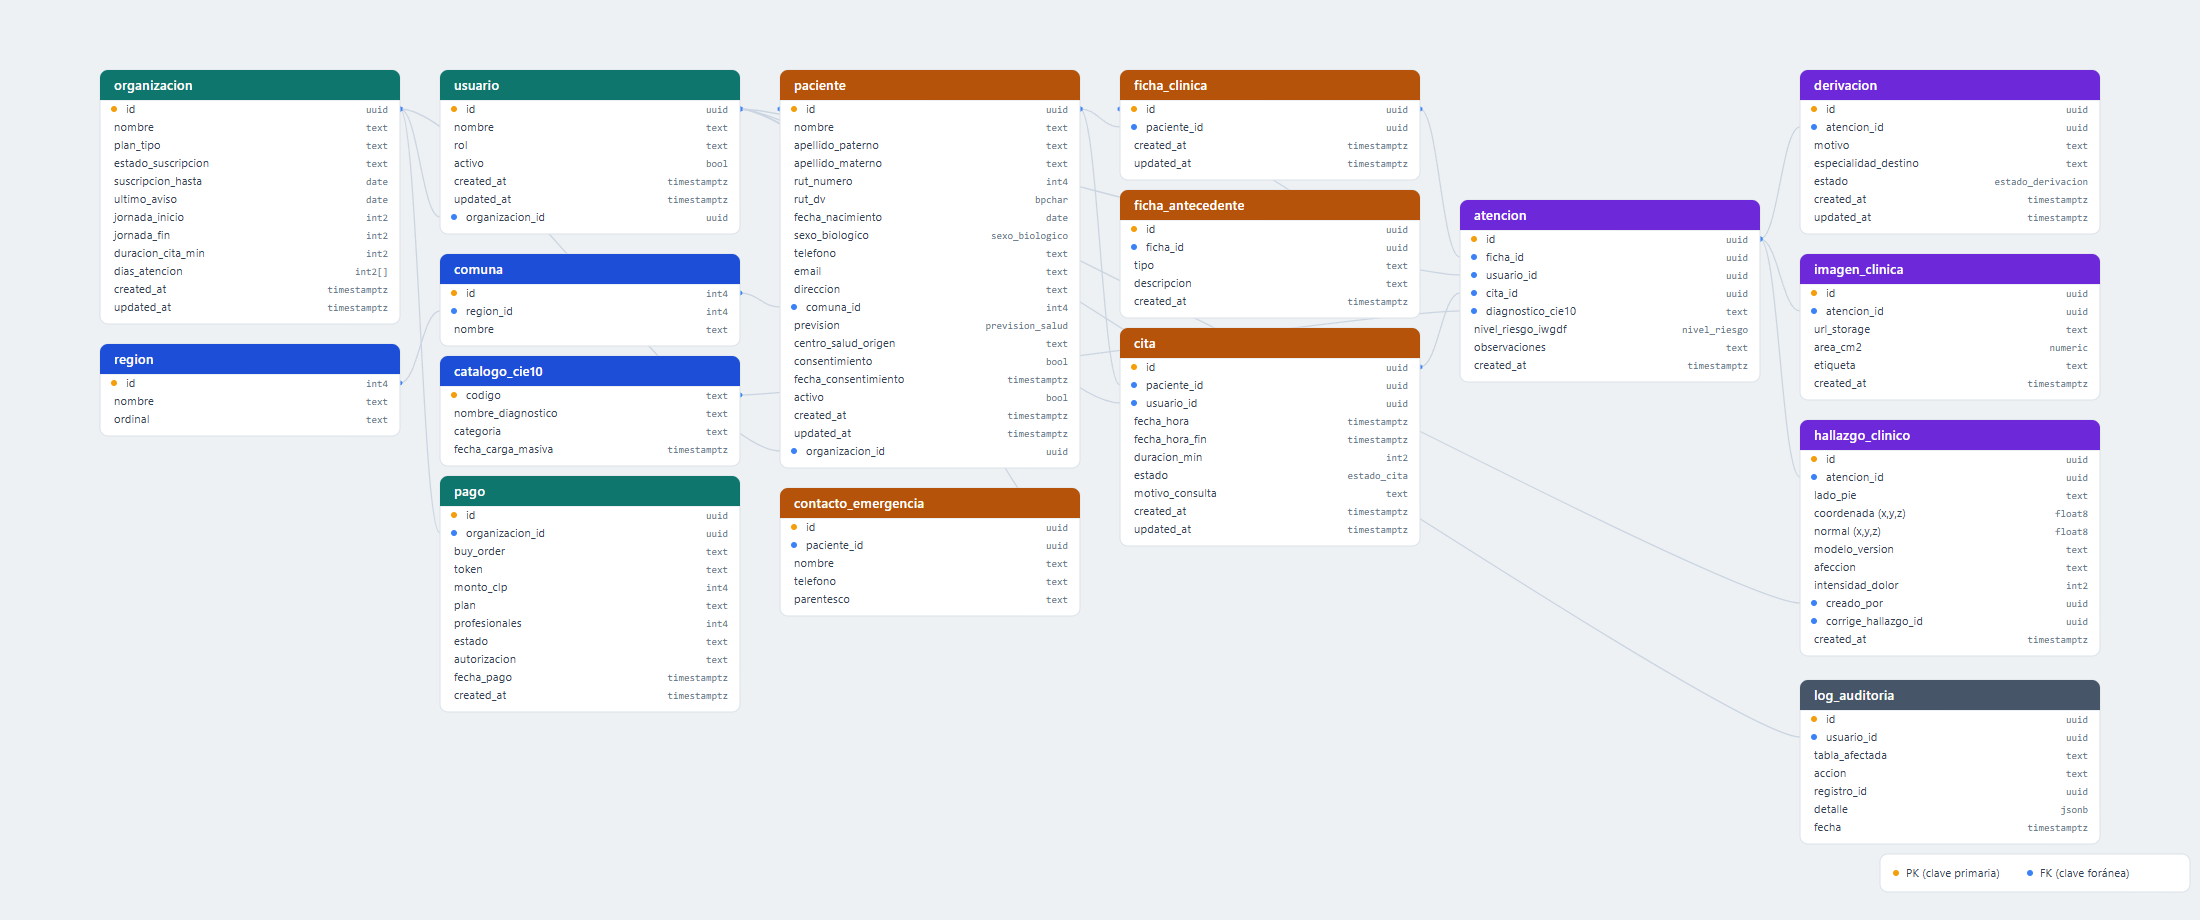 organizacion
id uuid
nombre text
plan_tipo text
estado_suscripcion text
suscripcion_hasta date
ultimo_aviso date
jornada_inicio int2
jornada_fin int2
duracion_cita_min int2
dias_atencion int2[]
created_at timestamptz
updated_at timestamptz
region
id int4
nombre text
ordinal text
usuario
id uuid
nombre text
rol text
activo bool
created_at timestamptz
updated_at timestamptz
organizacion_id uuid
comuna
id int4
region_id int4
nombre text
catalogo_cie10
codigo text
nombre_diagnostico text
categoria text
fecha_carga_masiva timestamptz
pago
id uuid
organizacion_id uuid
buy_order text
token text
monto_clp int4
plan text
profesionales int4
estado text
autorizacion text
fecha_pago timestamptz
created_at timestamptz
paciente
id uuid
nombre text
apellido_paterno text
apellido_materno text
rut_numero int4
rut_dv bpchar
fecha_nacimiento date
sexo_biologico sexo_biologico
telefono text
email text
direccion text
comuna_id int4
prevision prevision_salud
centro_salud_origen text
consentimiento bool
fecha_consentimiento timestamptz
activo bool
created_at timestamptz
updated_at timestamptz
organizacion_id uuid
contacto_emergencia
id uuid
paciente_id uuid
nombre text
telefono text
parentesco text
ficha_clinica
id uuid
paciente_id uuid
created_at timestamptz
updated_at timestamptz
ficha_antecedente
id uuid
ficha_id uuid
tipo text
descripcion text
created_at timestamptz
cita
id uuid
paciente_id uuid
usuario_id uuid
fecha_hora timestamptz
fecha_hora_fin timestamptz
duracion_min int2
estado estado_cita
motivo_consulta text
created_at timestamptz
updated_at timestamptz
atencion
id uuid
ficha_id uuid
usuario_id uuid
cita_id uuid
diagnostico_cie10 text
nivel_riesgo_iwgdf nivel_riesgo
observaciones text
created_at timestamptz
derivacion
id uuid
atencion_id uuid
motivo text
especialidad_destino text
estado estado_derivacion
created_at timestamptz
updated_at timestamptz
imagen_clinica
id uuid
atencion_id uuid
url_storage text
area_cm2 numeric
etiqueta text
created_at timestamptz
hallazgo_clinico
id uuid
atencion_id uuid
lado_pie text
coordenada (x,y,z) float8
normal (x,y,z) float8
modelo_version text
afeccion text
intensidad_dolor int2
creado_por uuid
corrige_hallazgo_id uuid
created_at timestamptz
log_auditoria
id uuid
usuario_id uuid
tabla_afectada text
accion text
registro_id uuid
detalle jsonb
fecha timestamptz
PK (clave primaria) FK (clave foránea)